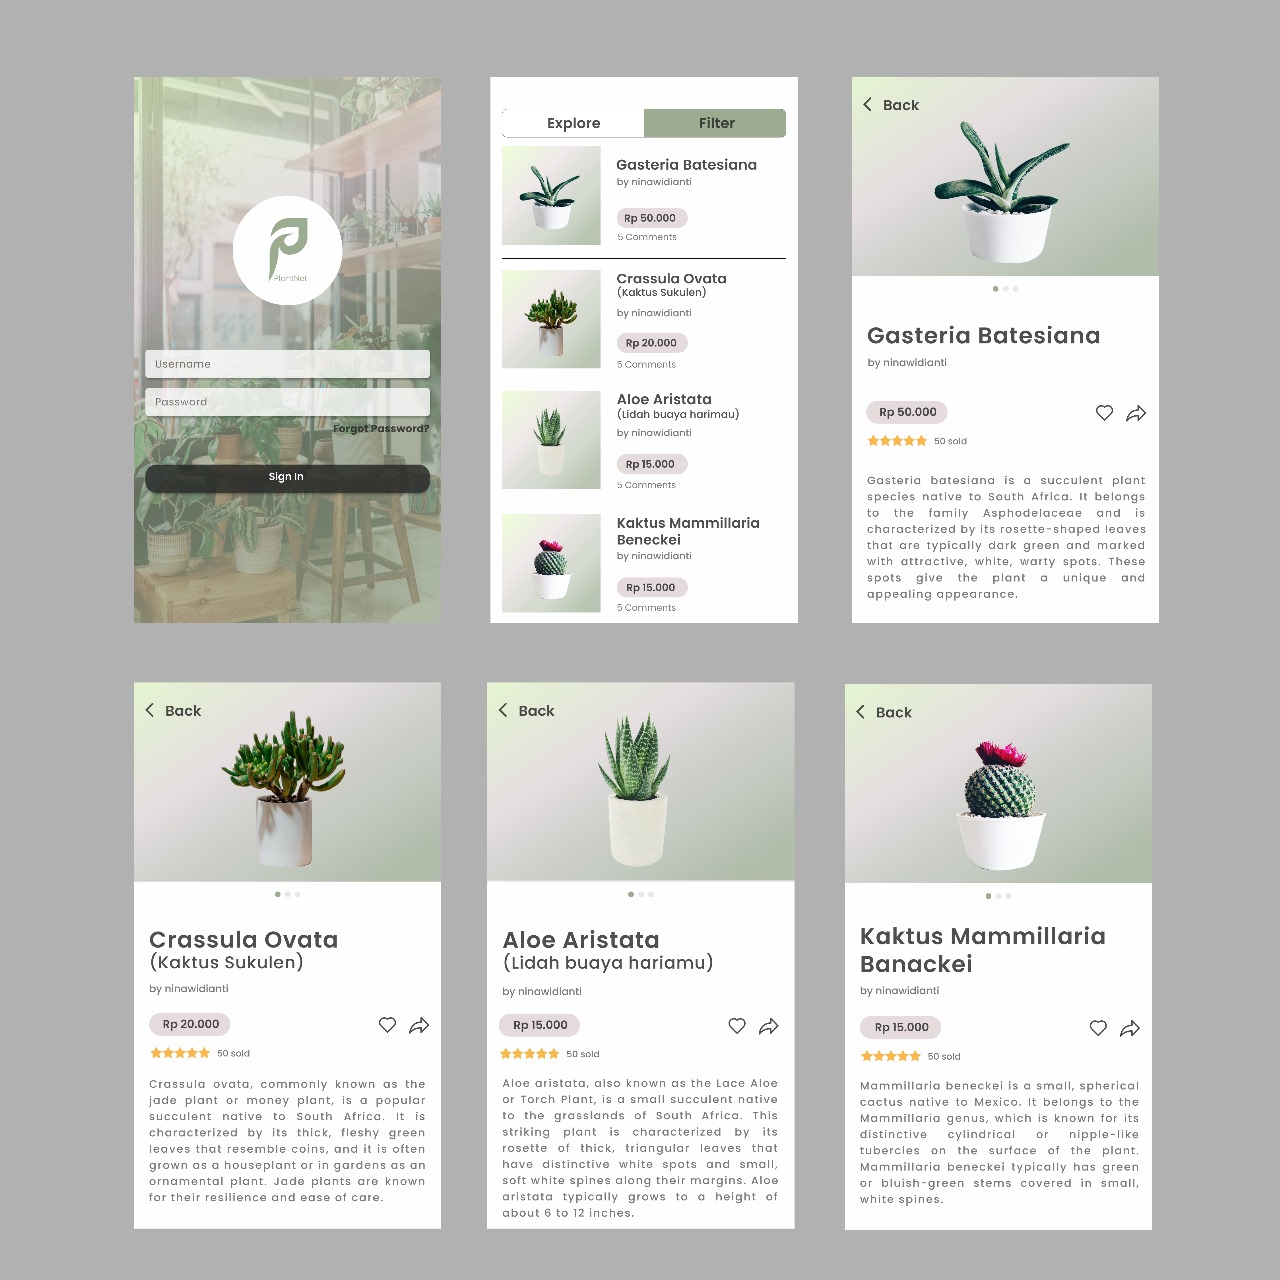 PlantNet
Username
Password
Forgot Password?
Sign In
Explore
Filter
Gasteria Batesiana
by ninawidianti
Rp 50.000
5 Comments
Crassula Ovata
(Kaktus Sukulen)
by ninawidianti
Rp 20.000
5 Comments
Aloe Aristata
(Lidah buaya harimau)
by ninawidianti
Rp 15.000
5 Comments
Kaktus Mammillaria
Beneckei
by ninawidianti
Rp 15.000
5 Comments
Back
Gasteria Batesiana
by ninawidianti
Rp 50.000
50 sold
Gasteria batesiana is a succulent plant
species native to South Africa. It belongs
to the family Asphodelaceae and is
characterized by its rosette-shaped leaves
that are typically dark green and marked
with attractive, white, warty spots. These
spots give the plant a unique and
appealing appearance.
Back
Crassula Ovata
(Kaktus Sukulen)
by ninawidianti
Rp 20.000
50 sold
Crassula ovata, commonly known as the
jade plant or money plant, is a popular
succulent native to South Africa. It is
characterized by its thick, fleshy green
leaves that resemble coins, and it is often
grown as a houseplant or in gardens as an
ornamental plant. Jade plants are known
for their resilience and ease of care.
Back
Aloe Aristata
(Lidah buaya hariamu)
by ninawidianti
Rp 15.000
50 sold
Aloe aristata, also known as the Lace Aloe
or Torch Plant, is a small succulent native
to the grasslands of South Africa. This
striking plant is characterized by its
rosette of thick, triangular leaves that
have distinctive white spots and small,
soft white spines along their margins. Aloe
aristata typically grows to a height of
about 6 to 12 inches.
Back
Kaktus Mammillaria
Banackei
by ninawidianti
Rp 15.000
50 sold
Mammillaria beneckei is a small, spherical
cactus native to Mexico. It belongs to the
Mammillaria genus, which is known for its
distinctive cylindrical or nipple-like
tubercles on the surface of the plant.
Mammillaria beneckei typically has green
or bluish-green stems covered in small,
white spines.